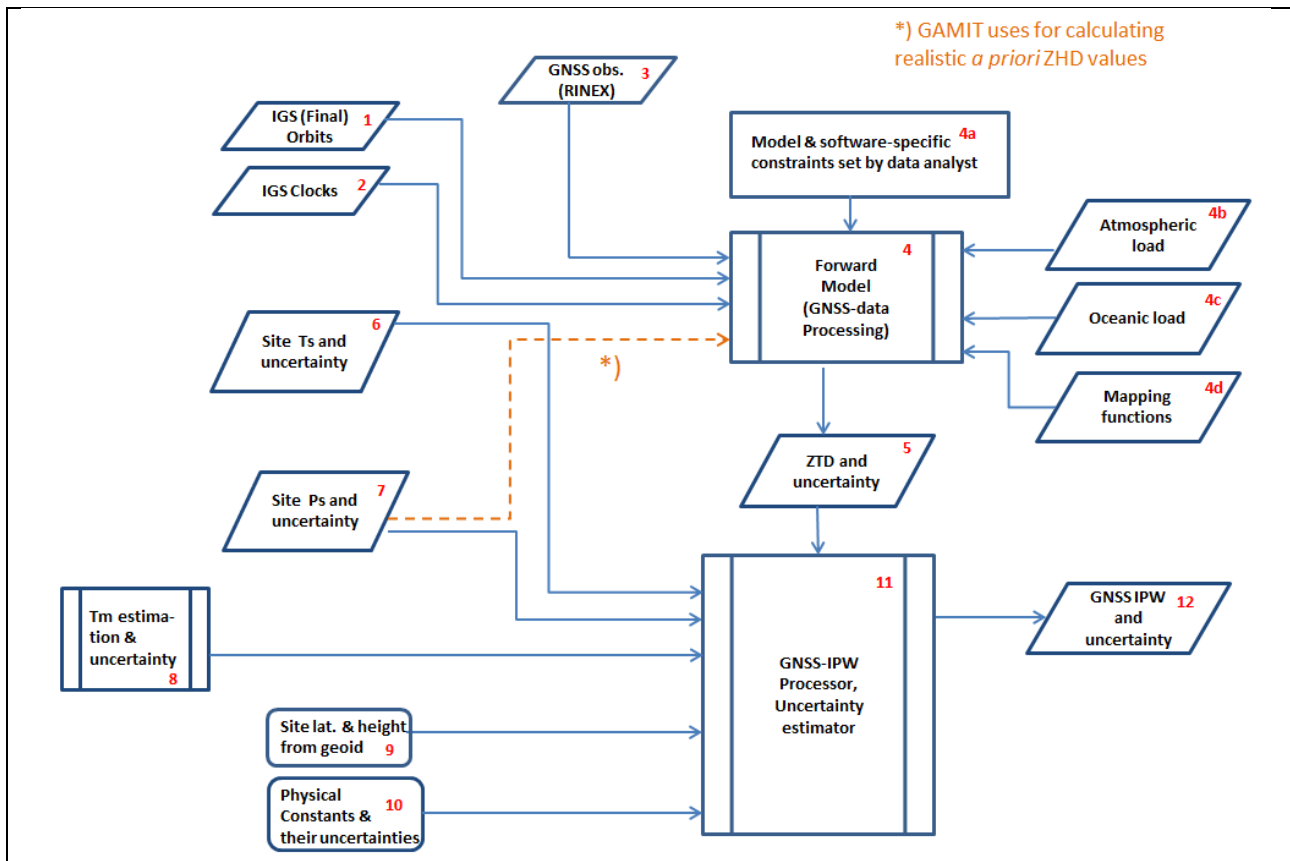 *) GAMIT uses for calculating
realistic a priori ZHD values
GNSS obs. 3
(RINEX)
IGS (Final) 1
Orbits
IGS Clocks 2
Model & software-specific 4a
constraints set by data analyst
4b
Atmospheric
load
4
Forward
Model
(GNSS-data
Processing)
4c
Oceanic load
6
Site Ts and
uncertainty
*)
4d
Mapping
functions
5
ZTD and
uncertainty
7
Site Ps and
uncertainty
11
GNSS-IPW
Processor,
Uncertainty
estimator
GNSS IPW 12
and
uncertainty
Tm estima-
tion &
uncertainty
8
Site lat. & height
from geoid 9
Physical 10
Constants &
their uncertainties